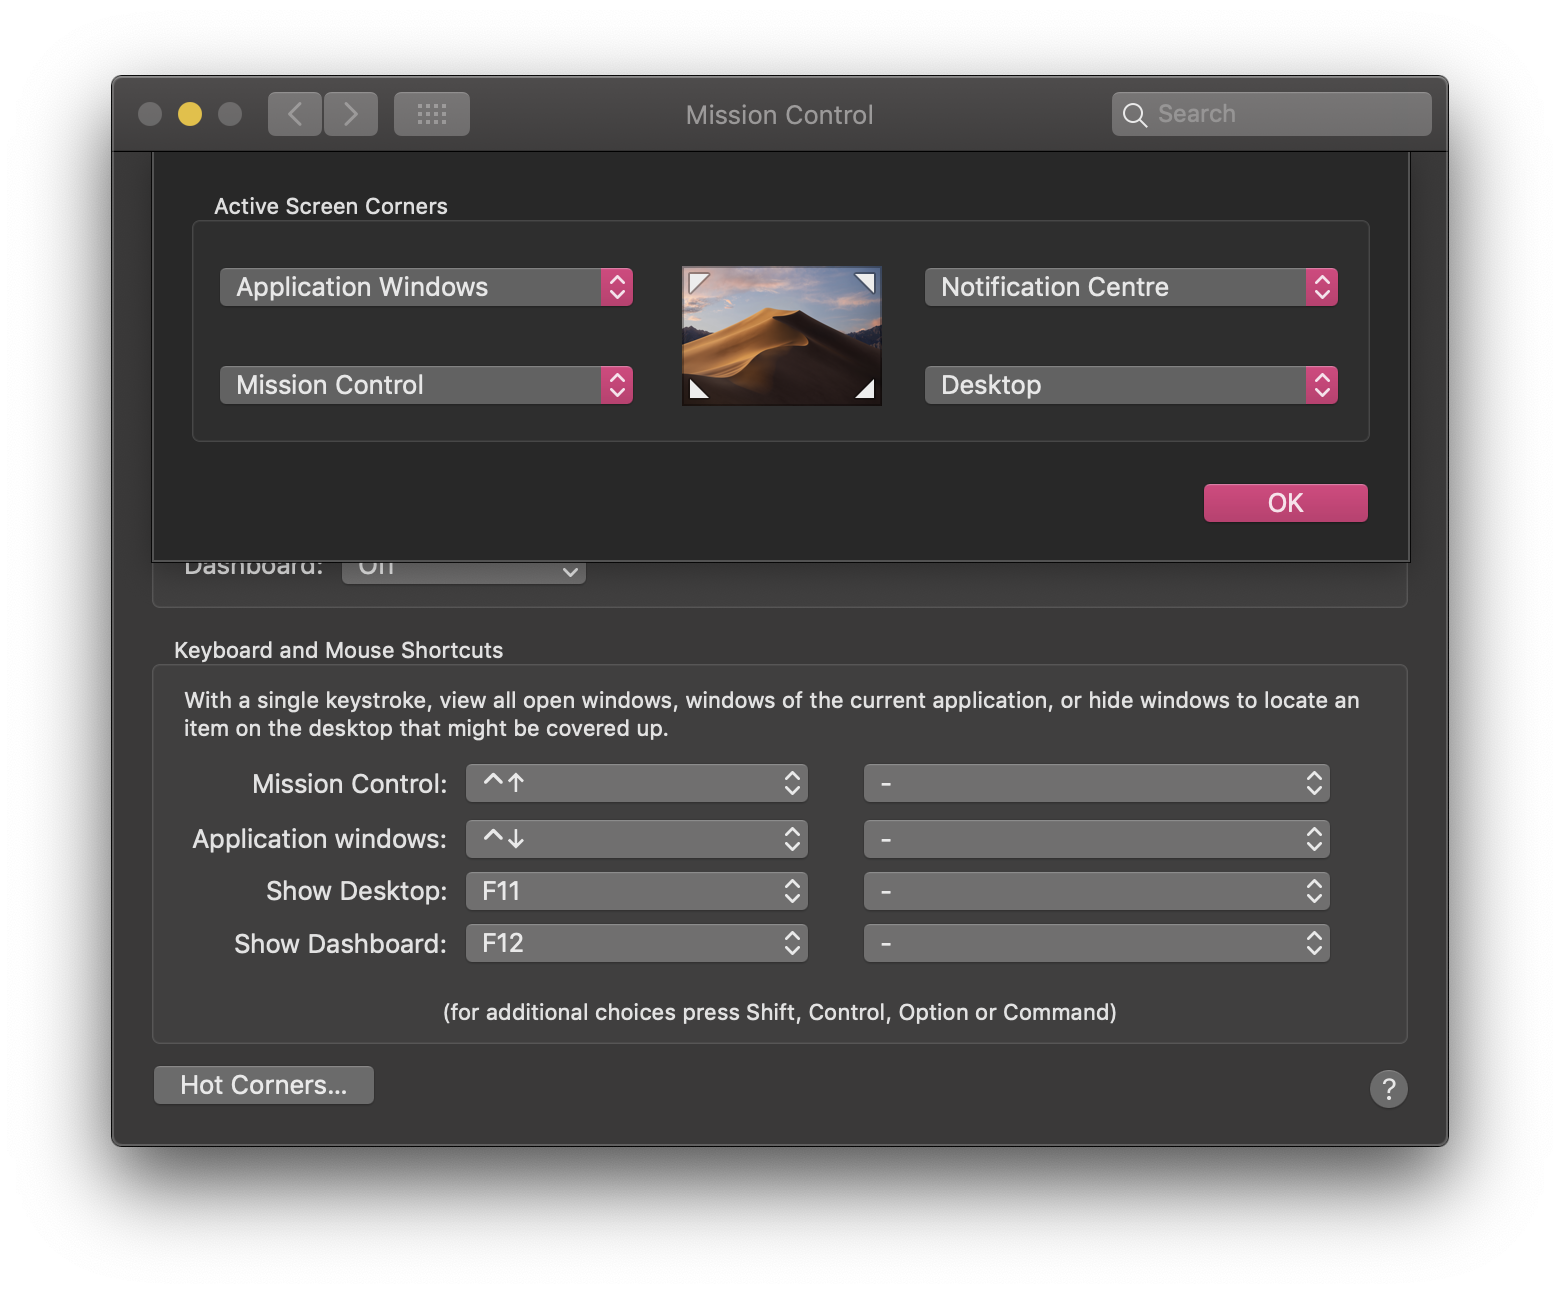 Mission Control
Search
Active Screen Corners
Application Windows
Notification Centre
Mission Control
Desktop
OK
Dashboard: Off
Keyboard and Mouse Shortcuts
With a single keystroke, view all open windows, windows of the current application, or hide windows to locate an
item on the desktop that might be covered up.
Mission Control: ^↑ -
Application windows: ^↓ -
Show Desktop: F11 -
Show Dashboard: F12 -
(for additional choices press Shift, Control, Option or Command)
Hot Corners...
?